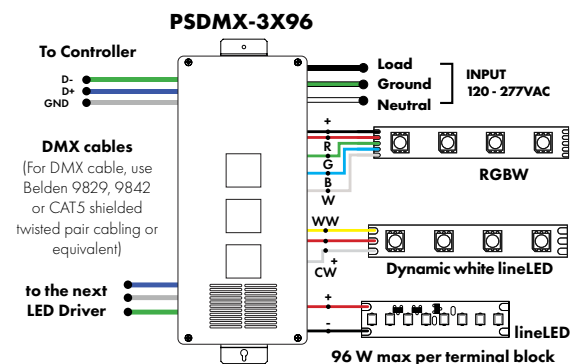 PSDMX-3X96
To Controller
D-
D+
GND
DMX cables
(For DMX cable, use
Belden 9829, 9842
or CAT5 shielded
twisted pair cabling or
equivalent)
to the next
LED Driver
Load
Ground
Neutral
INPUT
120 - 277VAC
+
R
G
B
W
RGBW
WW
+
CW
Dynamic white lineLED
+
-
lineLED
96 W max per terminal block